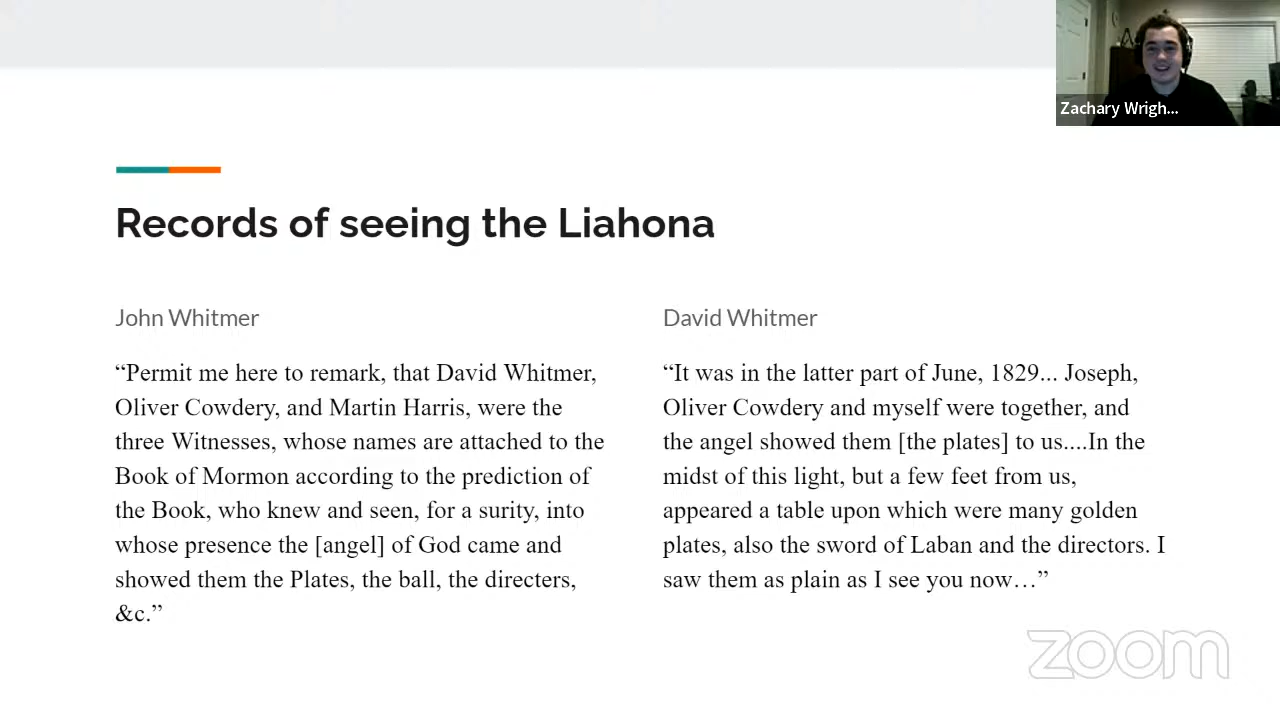 Zachary Wrigh...
Records of seeing the Liahona
John Whitmer
“Permit me here to remark, that David Whitmer,
Oliver Cowdery, and Martin Harris, were the
three Witnesses, whose names are attached to the
Book of Mormon according to the prediction of
the Book, who knew and seen, for a surity, into
whose presence the [angel] of God came and
showed them the Plates, the ball, the directers,
&c.”
David Whitmer
“It was in the latter part of June, 1829... Joseph,
Oliver Cowdery and myself were together, and
the angel showed them [the plates] to us....In the
midst of this light, but a few feet from us,
appeared a table upon which were many golden
plates, also the sword of Laban and the directors. I
saw them as plain as I see you now…”
zoom